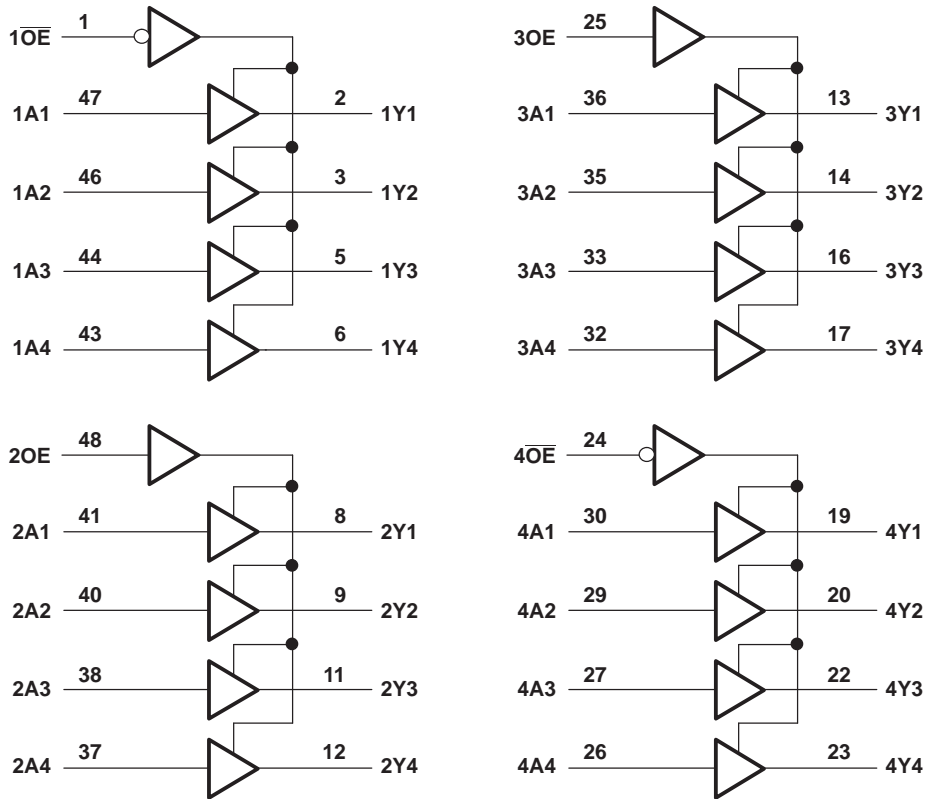 1O̅E̅ 1
1A1 47 2 1Y1
1A2 46 3 1Y2
1A3 44 5 1Y3
1A4 43 6 1Y4
3OE 25
3A1 36 13 3Y1
3A2 35 14 3Y2
3A3 33 16 3Y3
3A4 32 17 3Y4
2OE 48
2A1 41 8 2Y1
2A2 40 9 2Y2
2A3 38 11 2Y3
2A4 37 12 2Y4
4O̅E̅ 24
4A1 30 19 4Y1
4A2 29 20 4Y2
4A3 27 22 4Y3
4A4 26 23 4Y4